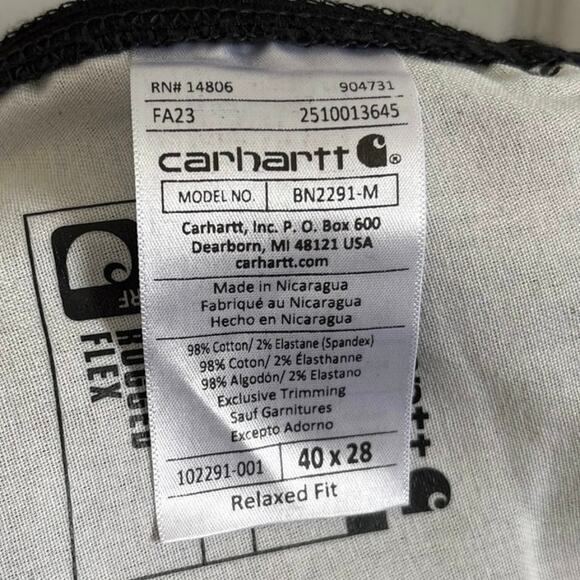 RN# 14806 904731
FA23 2510013645
carhartt ®
MODEL NO. BN2291-M
Carhartt, Inc. P. O. Box 600
Dearborn, MI 48121 USA
carhartt.com
Made in Nicaragua
Fabriqué au Nicaragua
Hecho en Nicaragua
98% Cotton/ 2% Elastane (Spandex)
98% Coton/ 2% Élasthanne
98% Algodón/ 2% Elastano
Exclusive Trimming
Sauf Garnitures
Excepto Adorno
102291-001 40 x 28
Relaxed Fit
RF
RUGGED
FLEX